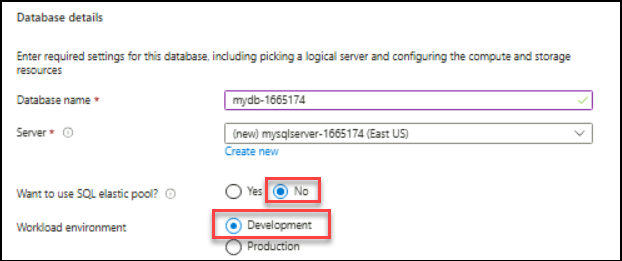 Database details
Enter required settings for this database, including picking a logical server and configuring the compute and storage
resources
Database name *
mydb-1665174
Server *
(new) mysqlserver-1665174 (East US)
Create new
Want to use SQL elastic pool?
Yes
No
Workload environment
Development
Production